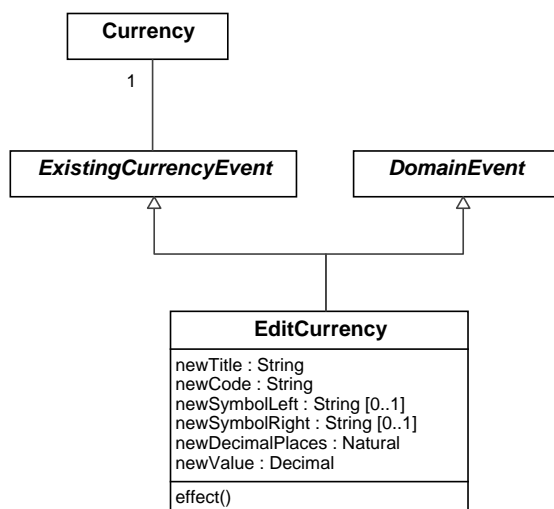 Currency
1
ExistingCurrencyEvent
DomainEvent
EditCurrency
newTitle : String
newCode : String
newSymbolLeft : String [0..1]
newSymbolRight : String [0..1]
newDecimalPlaces : Natural
newValue : Decimal
effect()